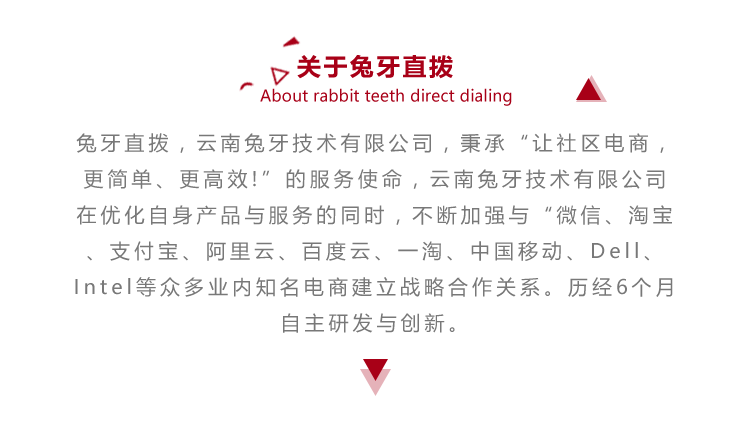 关于兔牙直拨
About rabbit teeth direct dialing
兔牙直拨，云南兔牙技术有限公司，秉承“让社区电商，
更简单、更高效!”的服务使命，云南兔牙技术有限公司
在优化自身产品与服务的同时，不断加强与“微信、淘宝
、支付宝、阿里云、百度云、一淘、中国移动、Dell、
Intel等众多业内知名电商建立战略合作关系。历经6个月
自主研发与创新。